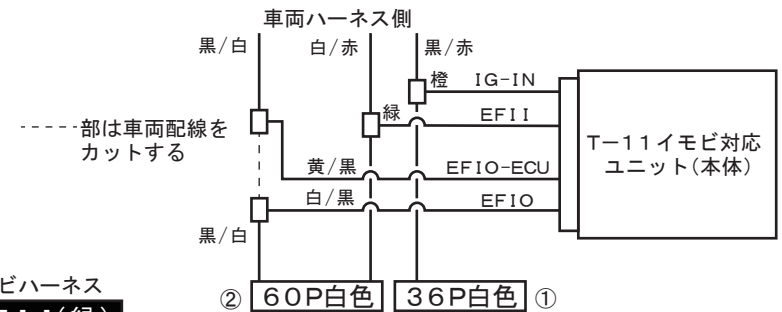 車両ハーネス側
黒/白
白/赤
黒/赤
橙
IG-IN
緑
EFII
-----部は車両配線を
カットする
T-11イモビ対応
ユニット(本体)
黄/黒
EFIO-ECU
白/黒
EFIO
黒/白
ビハーネス
② 60P白色
36P白色 ①